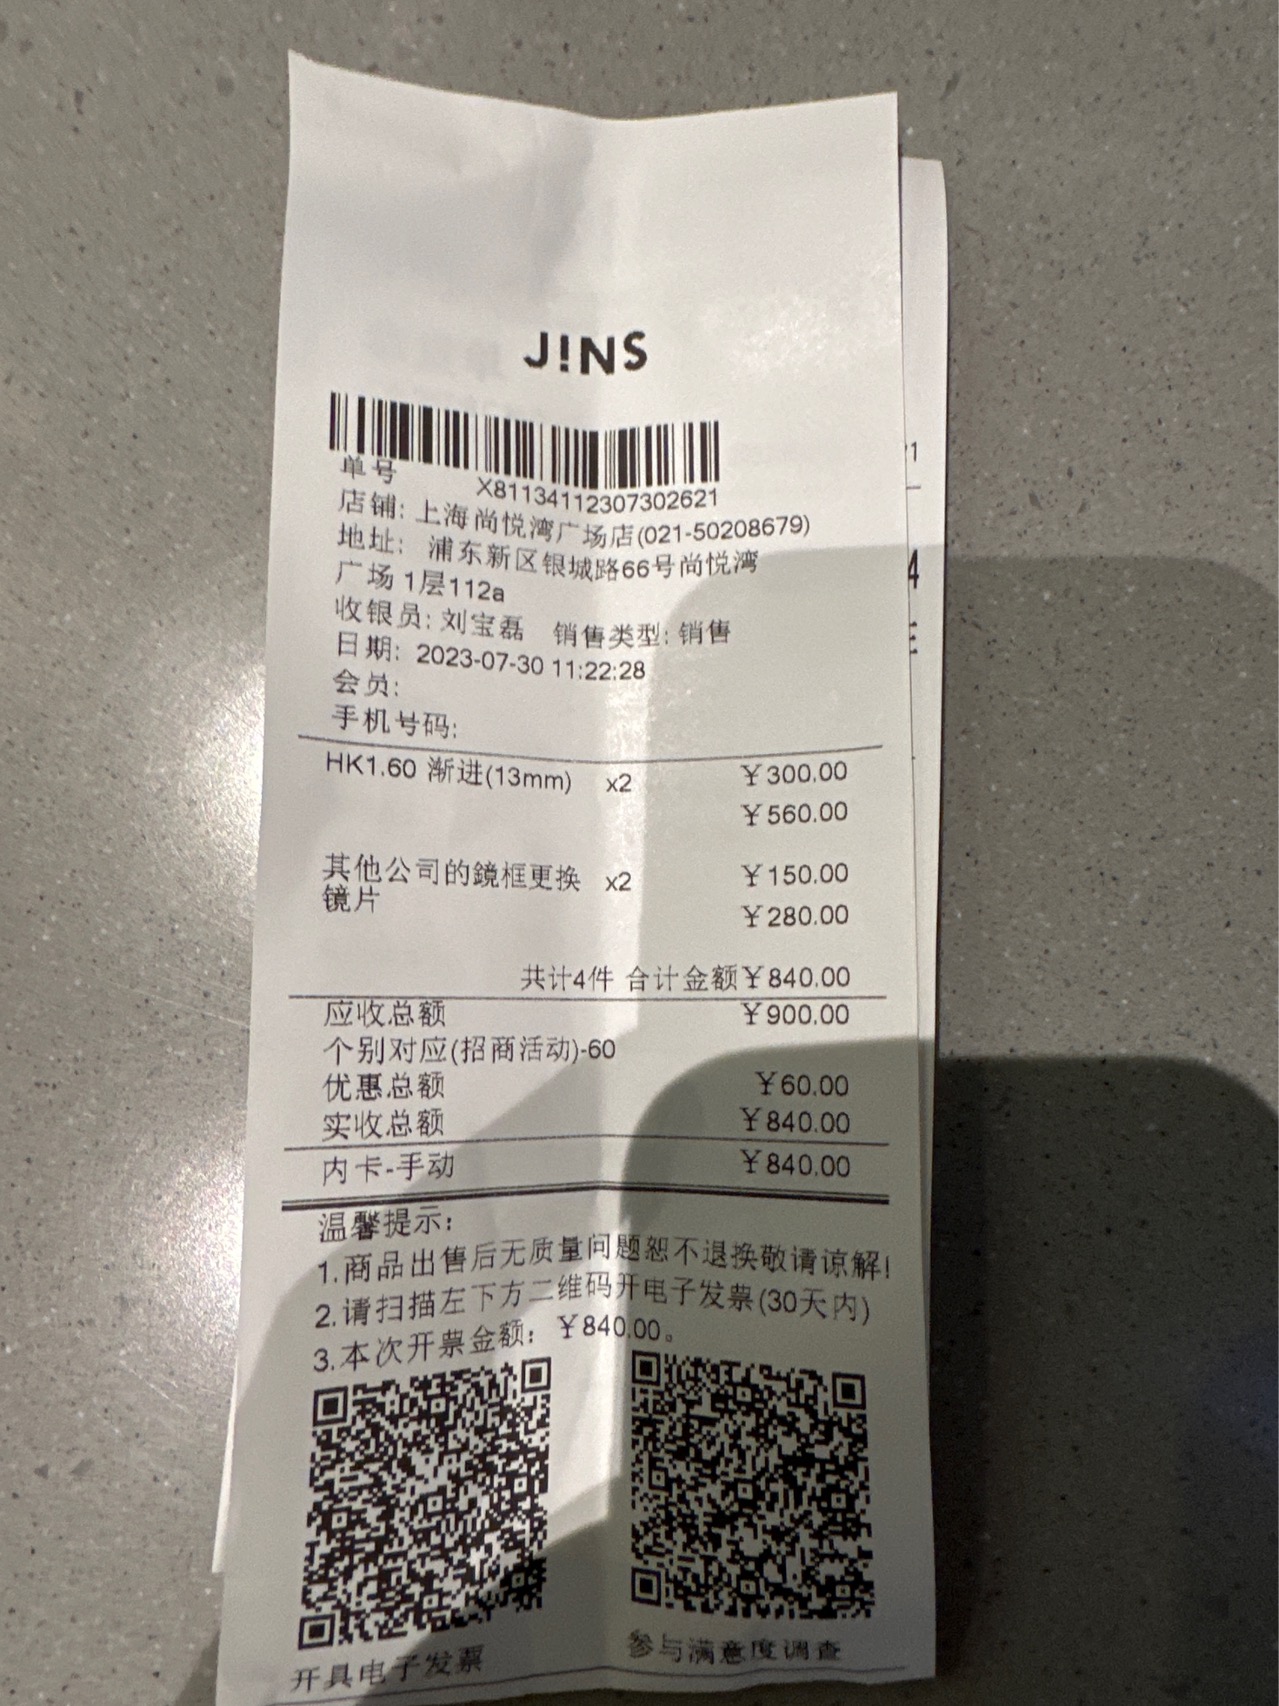 J!NS
单号 X81134112307302621
店铺: 上海尚悦湾广场店(021-50208679)
地址: 浦东新区银城路66号尚悦湾
广场 1层112a
收银员: 刘宝磊 销售类型: 销售
日期: 2023-07-30 11:22:28
会员:
手机号码:
HK1.60 渐进(13mm) x2 ￥300.00
￥560.00
其他公司的鏡框更换 x2 ￥150.00
镜片
￥280.00
共计4件 合计金额￥840.00
应收总额 ￥900.00
个别对应(招商活动)-60
优惠总额 ￥60.00
实收总额 ￥840.00
内卡-手动 ￥840.00
温馨提示:
1.商品出售后无质量问题恕不退换敬请谅解!
2.请扫描左下方二维码开电子发票(30天内)
3.本次开票金额: ￥840.00。
开具电子发票 参与满意度调查